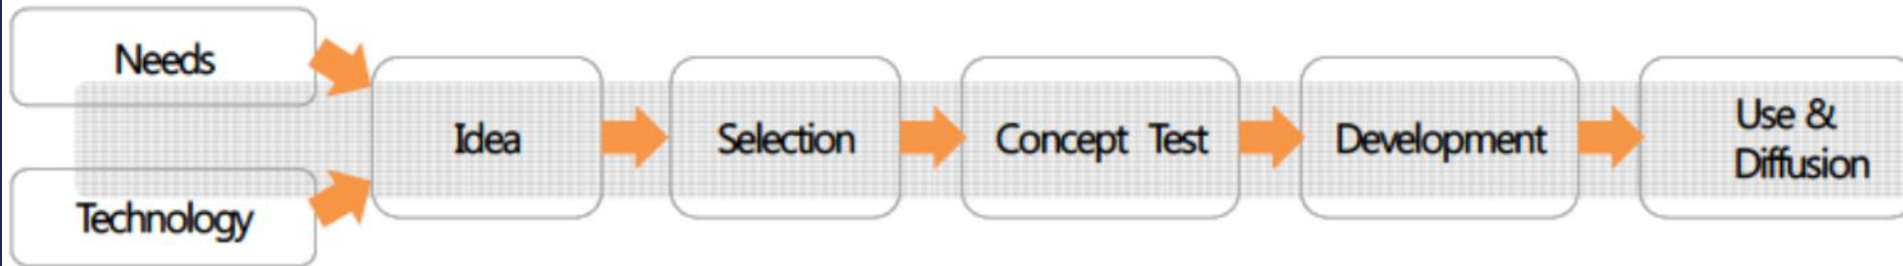 Needs
Technology
Idea
Selection
Concept Test
Development
Use &
Diffusion